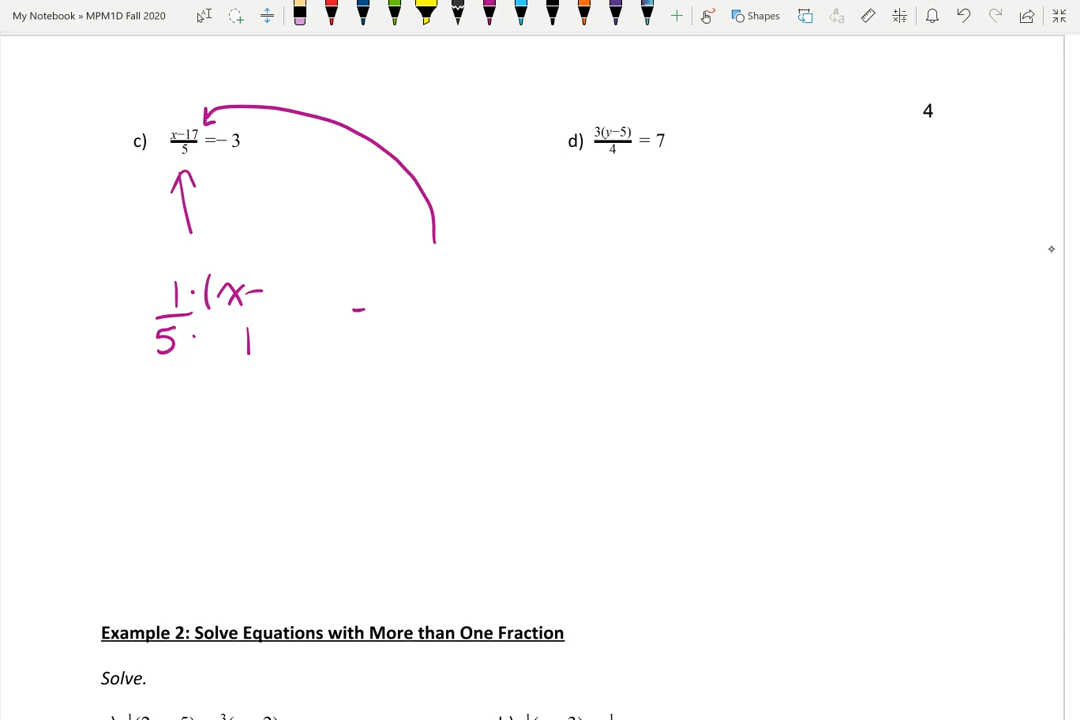 My Notebook » MPM1D Fall 2020
Shapes
4
c) x−17/5 =− 3
d) 3(y−5)/4 = 7
1·(x−
5· 1
-
Example 2: Solve Equations with More than One Fraction
Solve.